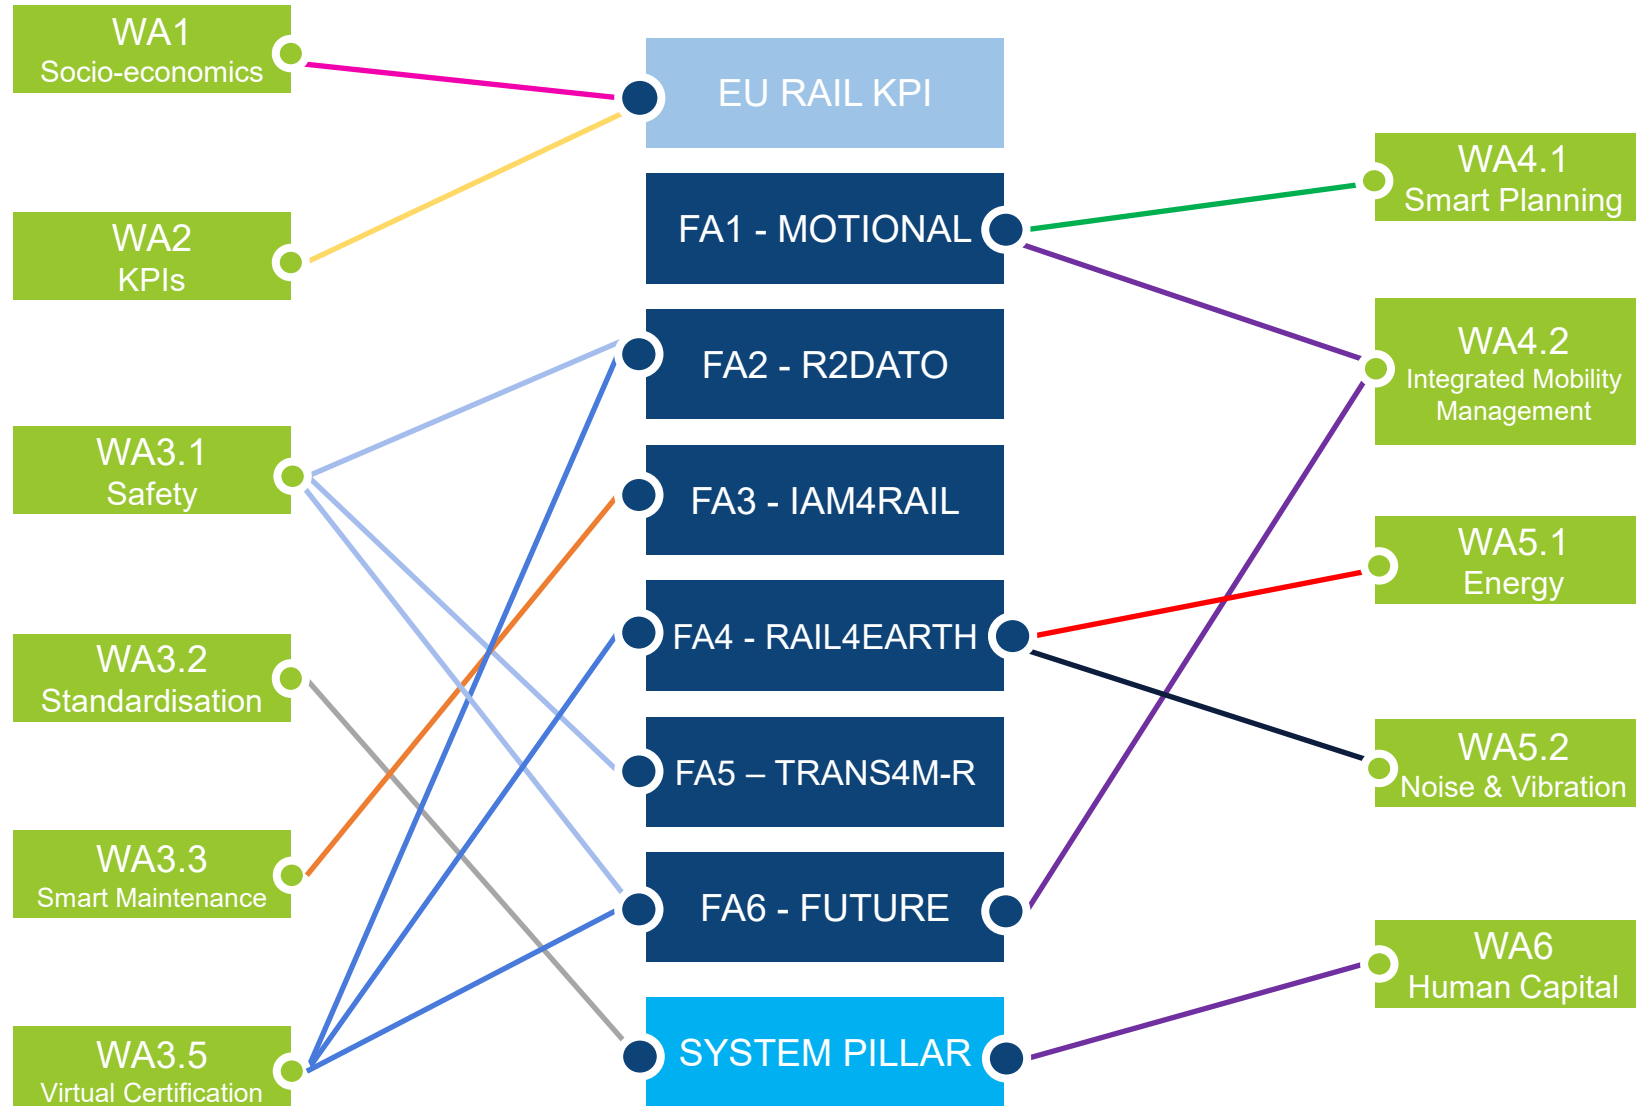 WA1
Socio-economics
WA2
KPIs
WA3.1
Safety
WA3.2
Standardisation
WA3.3
Smart Maintenance
WA3.5
Virtual Certification
EU RAIL KPI
FA1 - MOTIONAL
FA2 - R2DATO
FA3 - IAM4RAIL
FA4 - RAIL4EARTH
FA5 – TRANS4M-R
FA6 - FUTURE
SYSTEM PILLAR
WA4.1
Smart Planning
WA4.2
Integrated Mobility
Management
WA5.1
Energy
WA5.2
Noise & Vibration
WA6
Human Capital